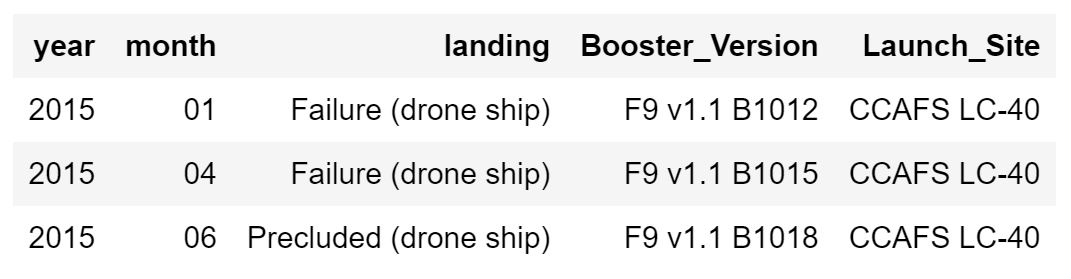 year month landing Booster_Version Launch_Site
2015 01 Failure (drone ship) F9 v1.1 B1012 CCAFS LC-40
2015 04 Failure (drone ship) F9 v1.1 B1015 CCAFS LC-40
2015 06 Precluded (drone ship) F9 v1.1 B1018 CCAFS LC-40